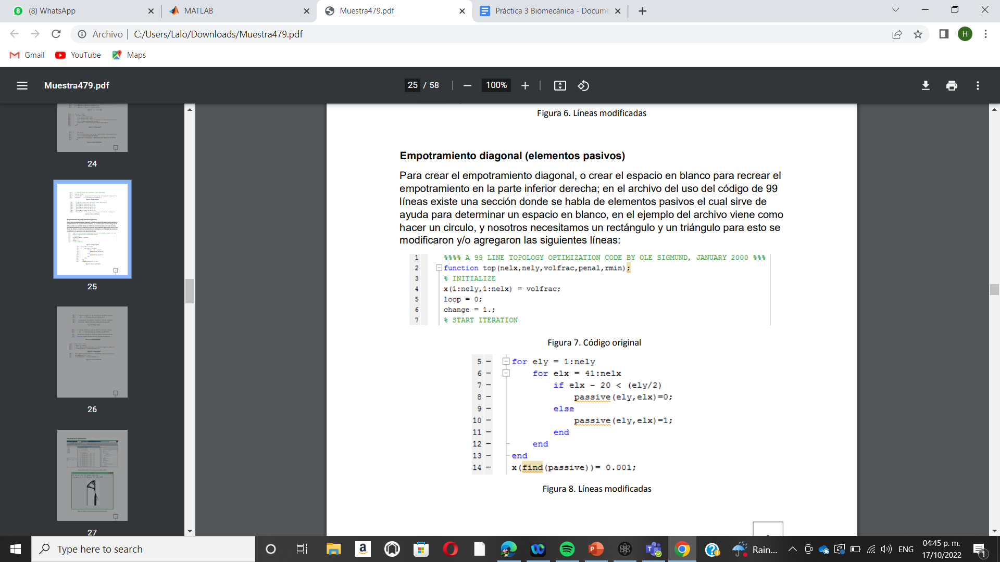 (8) WhatsApp
MATLAB
Muestra479.pdf
Práctica 3 Biomecánica - Docume
Archivo | C:/Users/Lalo/Downloads/Muestra479.pdf
H
Gmail
YouTube
Maps
Muestra479.pdf
25 / 58
100%
24
25
26
27
Figura 6. Líneas modificadas
Empotramiento diagonal (elementos pasivos)
Para crear el empotramiento diagonal, o crear el espacio en blanco para recrear el
empotramiento en la parte inferior derecha; en el archivo del uso del código de 99
líneas existe una sección donde se habla de elementos pasivos el cual sirve de
ayuda para determinar un espacio en blanco, en el ejemplo del archivo viene como
hacer un circulo, y nosotros necesitamos un rectángulo y un triángulo para esto se
modificaron y/o agregaron las siguientes líneas:
1 %%%% A 99 LINE TOPOLOGY OPTIMIZATION CODE BY OLE SIGMUND, JANUARY 2000 %%%
2 function top(nelx,nely,volfrac,penal,rmin);
3 % INITIALIZE
4 x(1:nely,1:nelx) = volfrac;
5 loop = 0;
6 change = 1.;
7 % START ITERATION
Figura 7. Código original
5 – for ely = 1:nely
6 – for elx = 41:nelx
7 – if elx - 20 < (ely/2)
8 – passive(ely,elx)=0;
9 – else
10 – passive(ely,elx)=1;
11 – end
12 – end
13 – end
14 – x(find(passive))= 0.001;
Figura 8. Líneas modificadas
Type here to search
Rain...
ENG
04:45 p. m.
17/10/2022
1